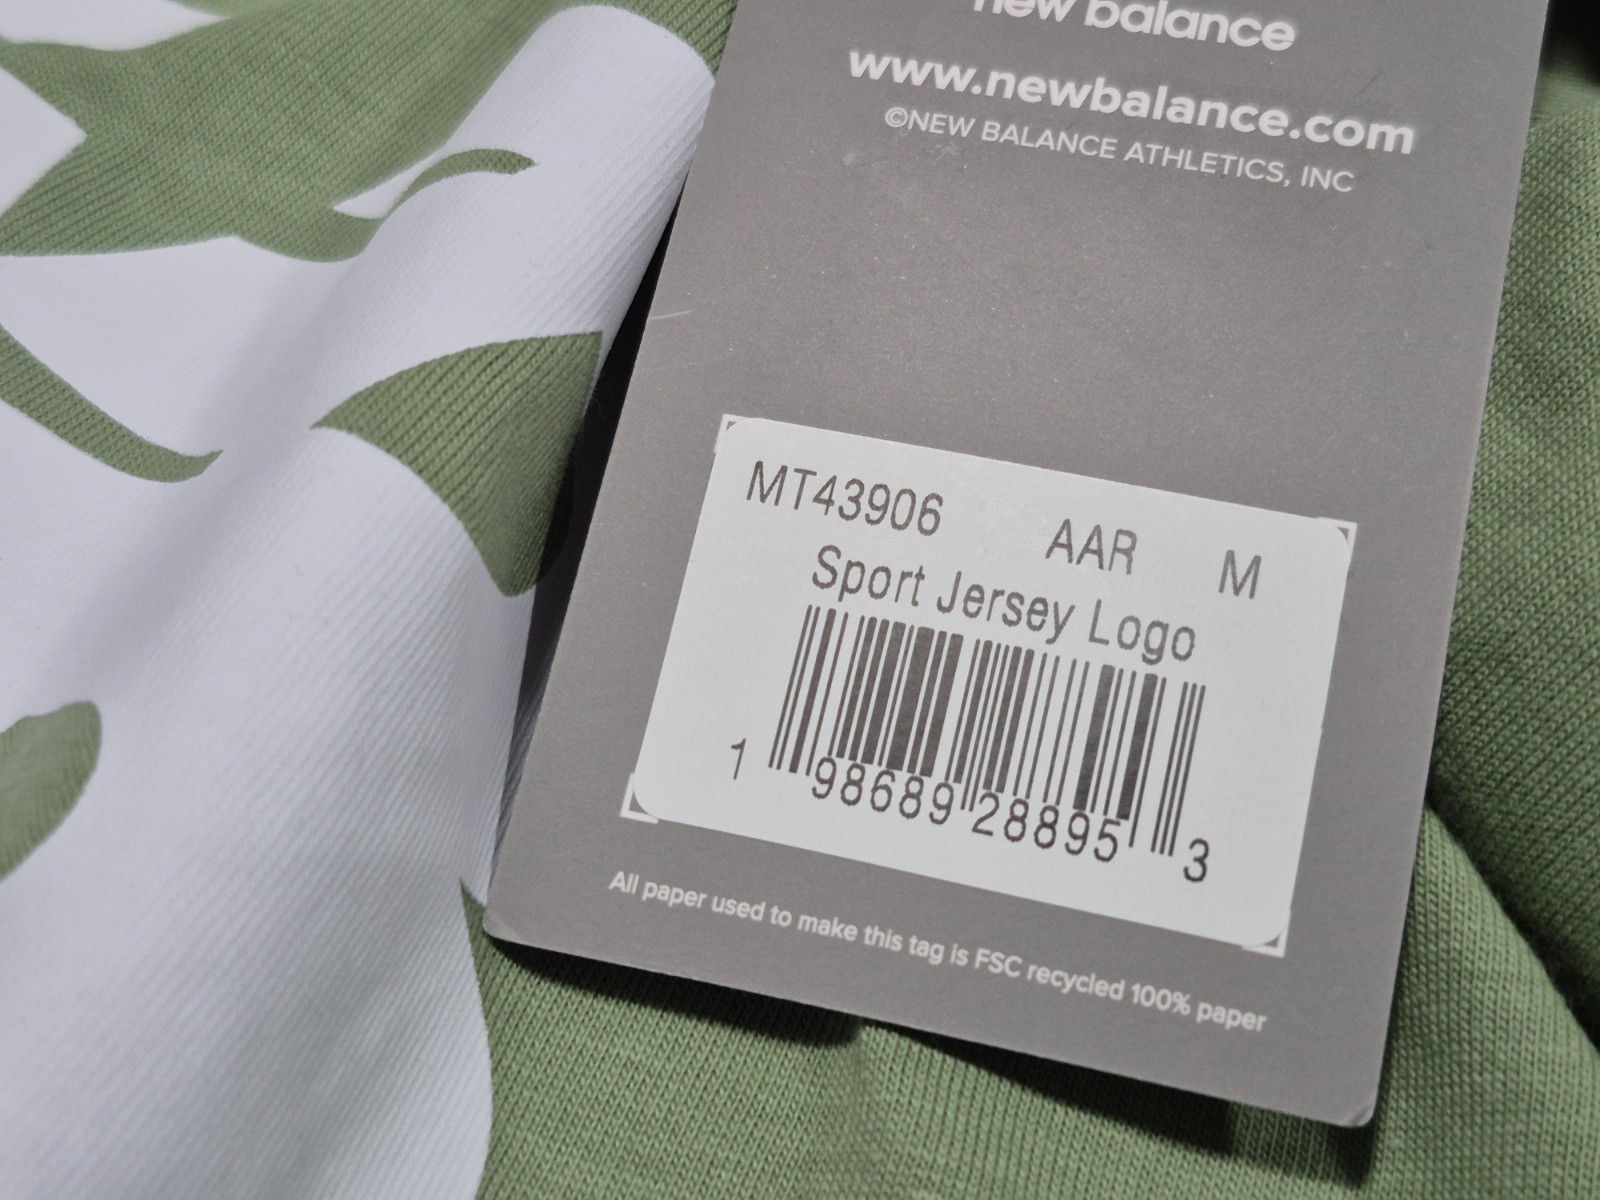 new balance
www.newbalance.com
©NEW BALANCE ATHLETICS, INC
MT43906 AAR M
Sport Jersey Logo
1 98689 28895 3
All paper used to make this tag is FSC recycled 100% paper